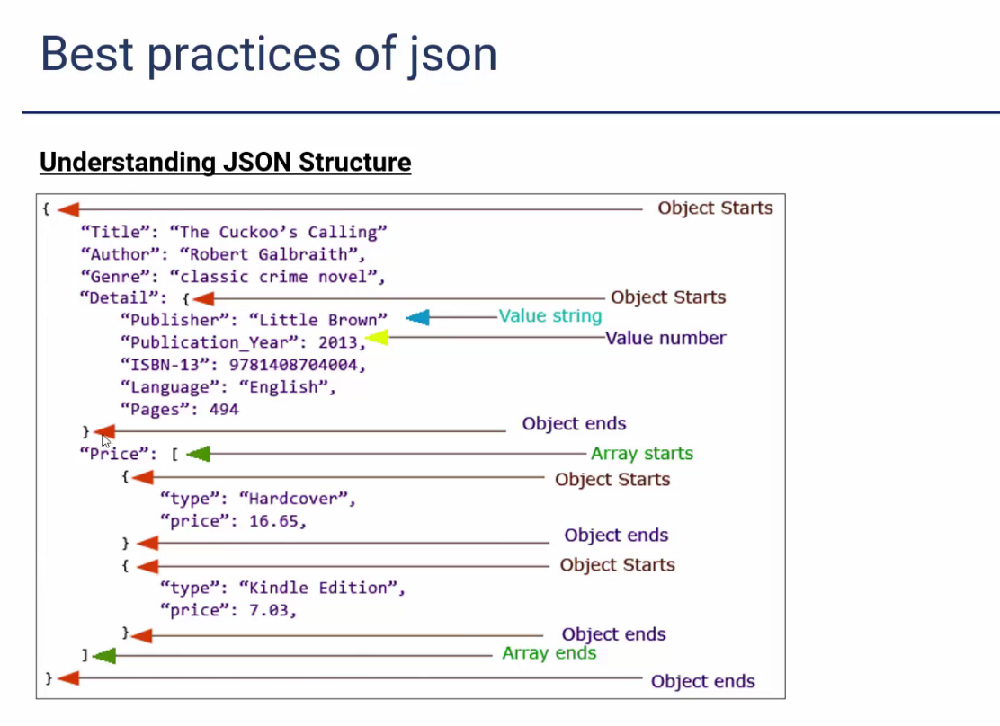 Best practices of json
Understanding JSON Structure
{ Object Starts
“Title”: “The Cuckoo’s Calling”
“Author”: “Robert Galbraith”,
“Genre”: “classic crime novel”,
“Detail”: { Object Starts
“Publisher”: “Little Brown” Value string
“Publication_Year”: 2013, Value number
“ISBN-13”: 9781408704004,
“Language”: “English”,
“Pages”: 494
} Object ends
“Price”: [ Array starts
{ Object Starts
“type”: “Hardcover”,
“price”: 16.65,
} Object ends
{ Object Starts
“type”: “Kindle Edition”,
“price”: 7.03,
} Object ends
] Array ends
} Object ends